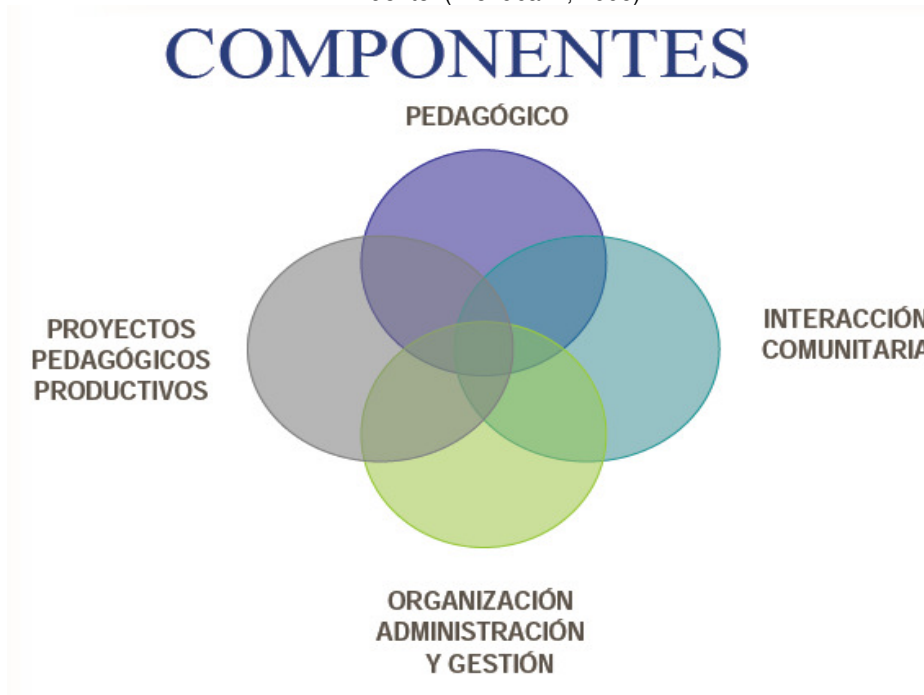 COMPONENTES
PEDAGÓGICO
PROYECTOS
PEDAGÓGICOS
PRODUCTIVOS
INTERACCIÓN
COMUNITARIA
ORGANIZACIÓN
ADMINISTRACIÓN
Y GESTIÓN